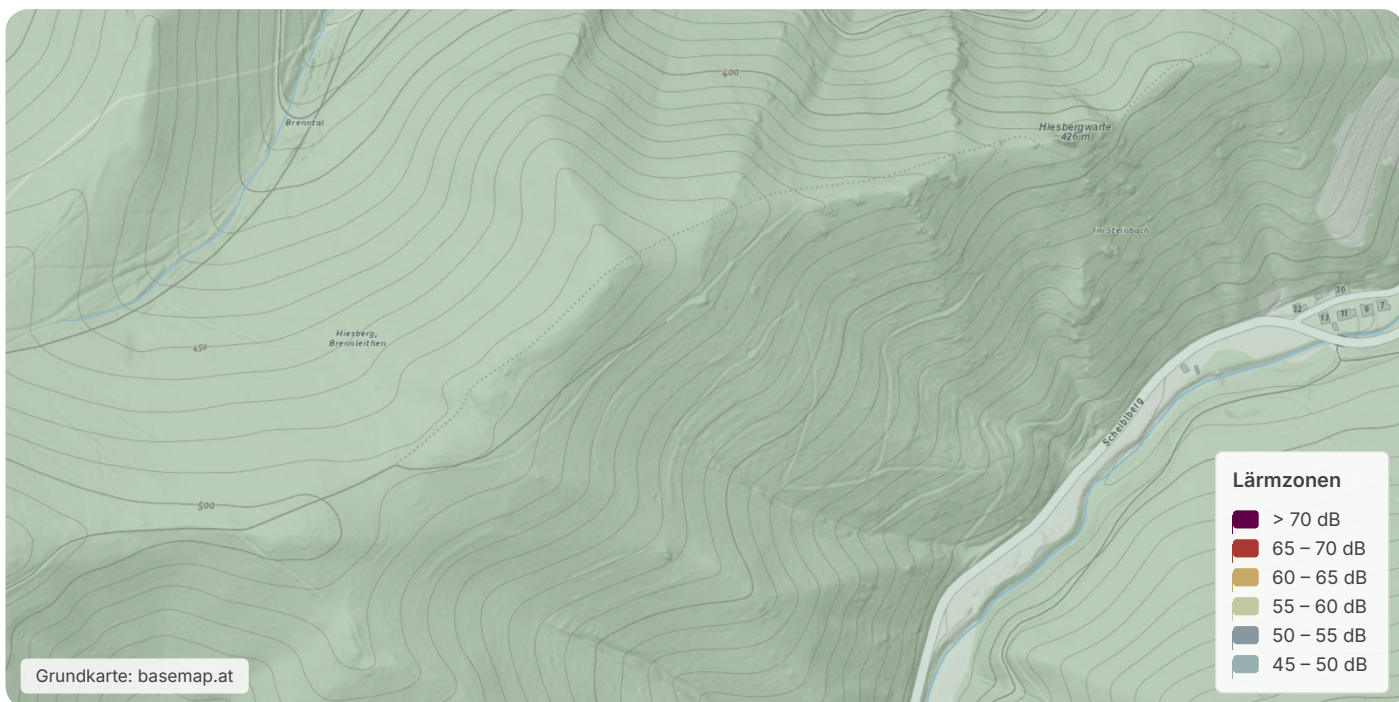 400
Brenntal
Hiesbergwarte
426 m
Im Steinbach
30
12
13
11
9
7
Hiesberg,
Brennleithen
450
Scheiblberg
500
Lärmzonen
> 70 dB
65 – 70 dB
60 – 65 dB
55 – 60 dB
50 – 55 dB
45 – 50 dB
Grundkarte: basemap.at